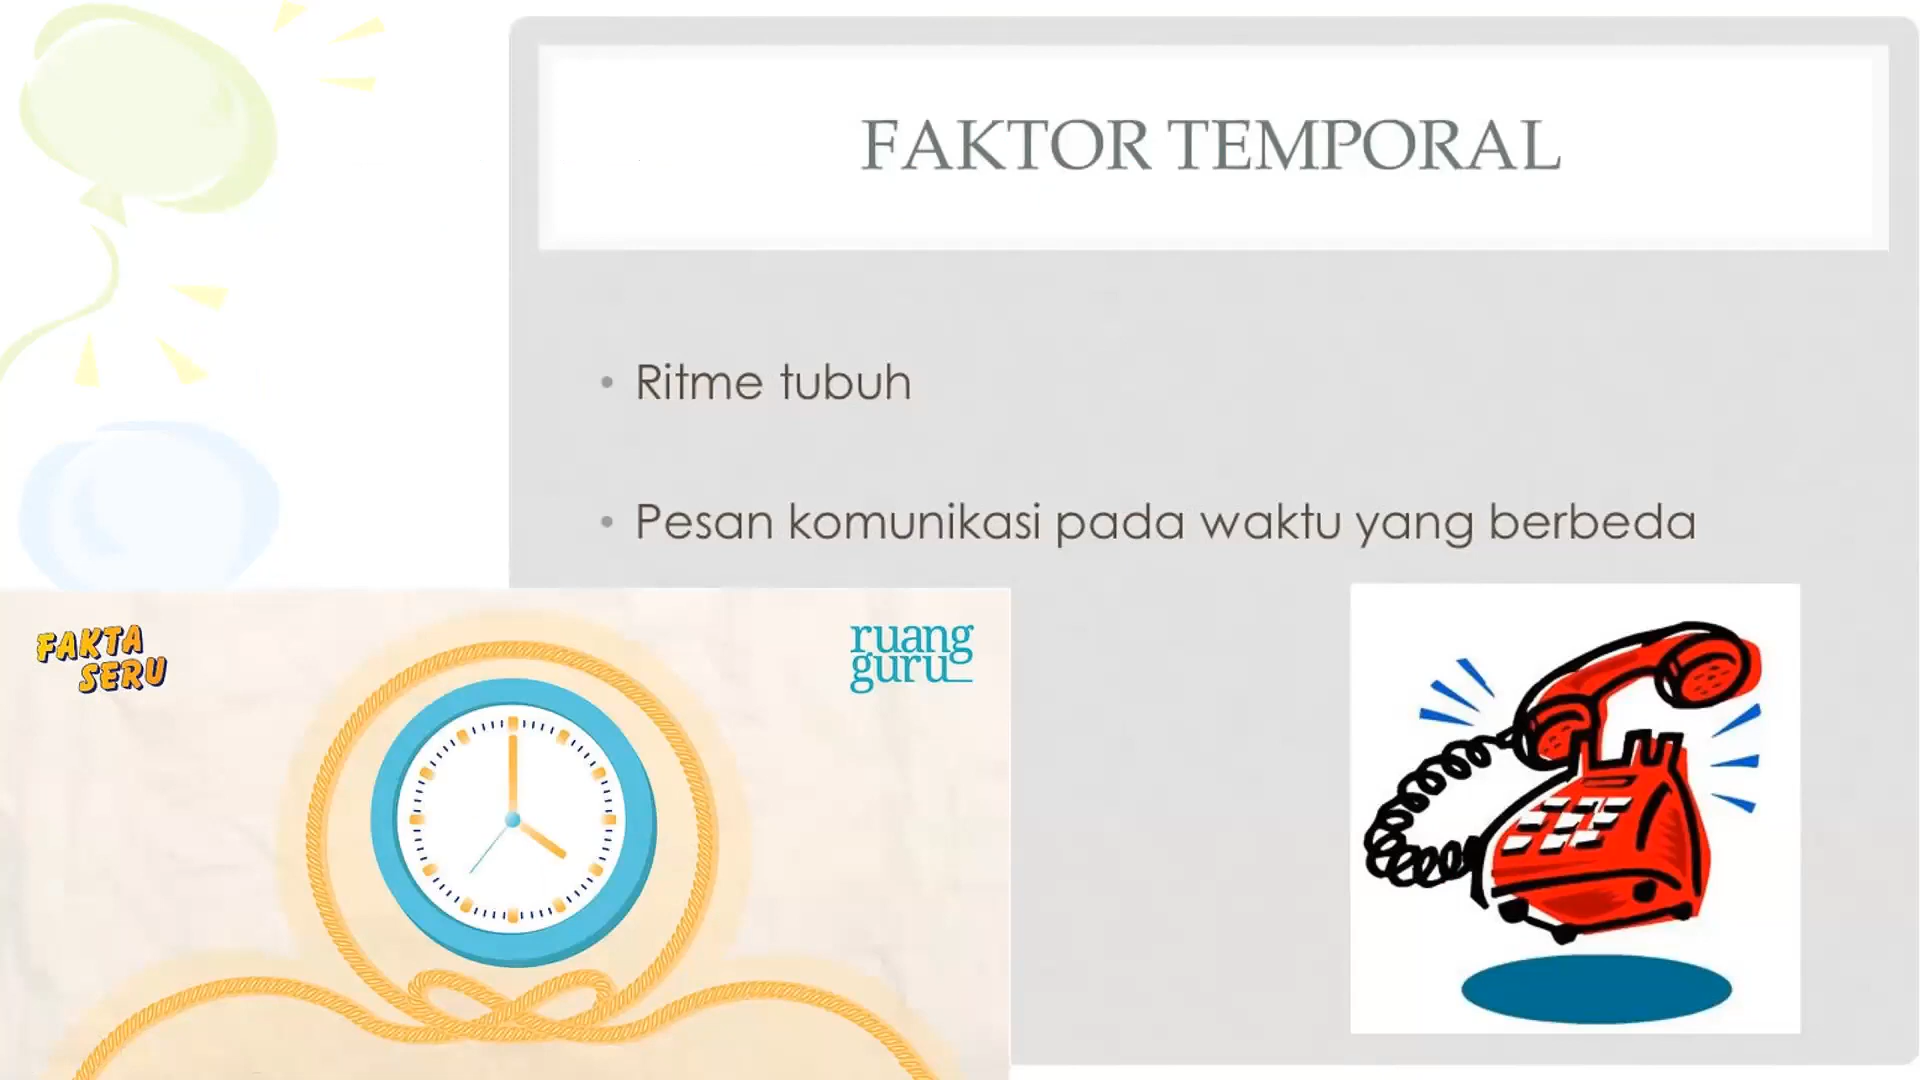 FAKTOR TEMPORAL
• Ritme tubuh
• Pesan komunikasi pada waktu yang berbeda
FAKTA
SERU
ruang
guru